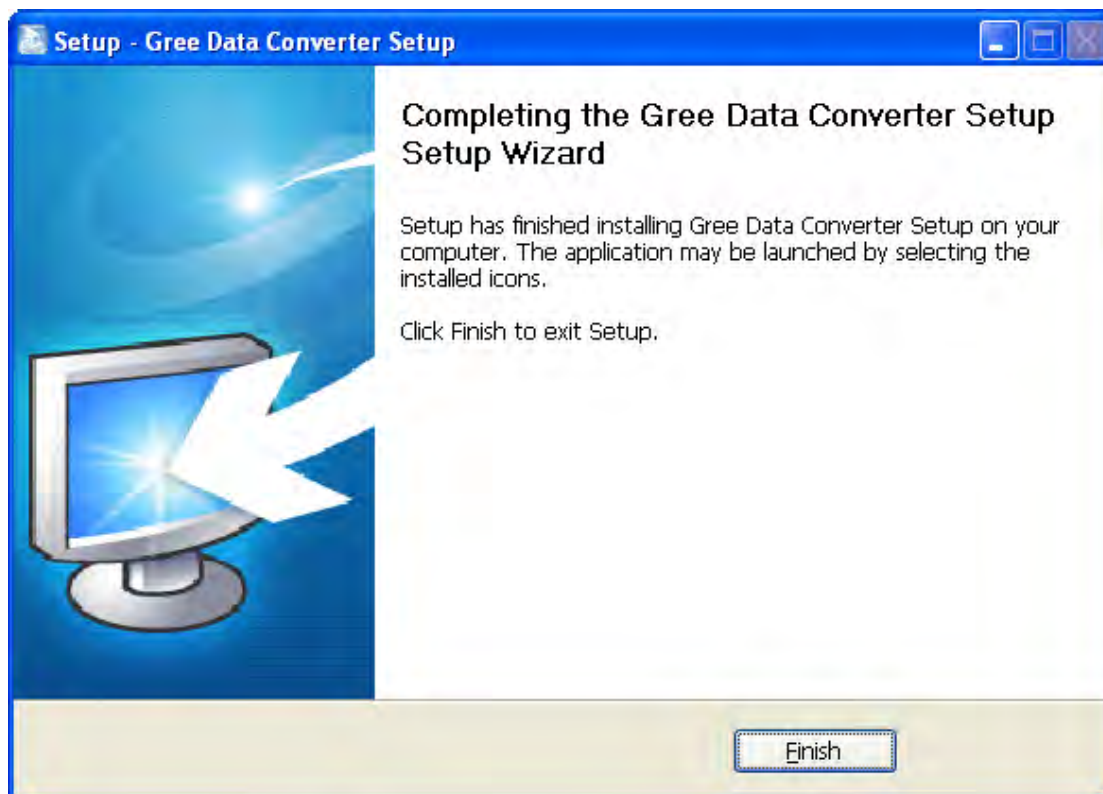 Setup - Gree Data Converter Setup
Completing the Gree Data Converter Setup
Setup Wizard
Setup has finished installing Gree Data Converter Setup on your
computer. The application may be launched by selecting the
installed icons.
Click Finish to exit Setup.
Finish